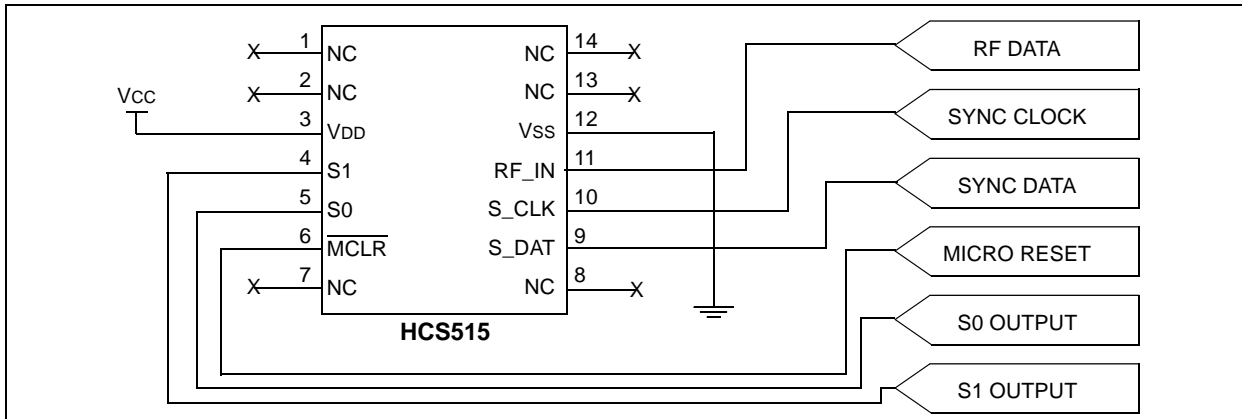 1 NC
2 NC
VCC
3 VDD
4 S1
5 S0
6 MCLR
7 NC
14 NC
13 NC
12 VSS
11 RF_IN
10 S_CLK
9 S_DAT
8 NC
X
X
X
X
X
X
HCS515
RF DATA
SYNC CLOCK
SYNC DATA
MICRO RESET
S0 OUTPUT
S1 OUTPUT